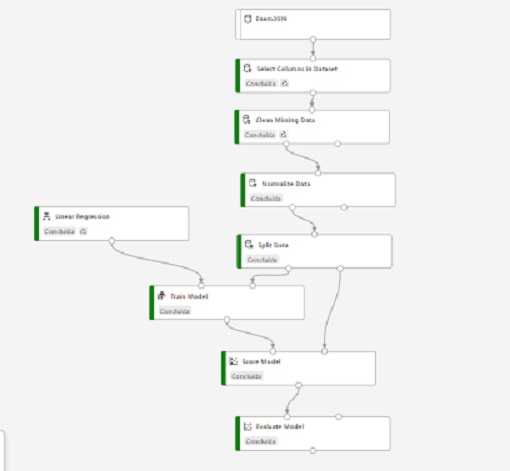 Enem2019
Select Columns in Dataset
Concluída
Clean Missing Data
Concluída
Normalize Data
Concluída
Linear Regression
Concluída
Split Data
Concluída
Train Model
Concluída
Score Model
Concluída
Evaluate Model
Concluída